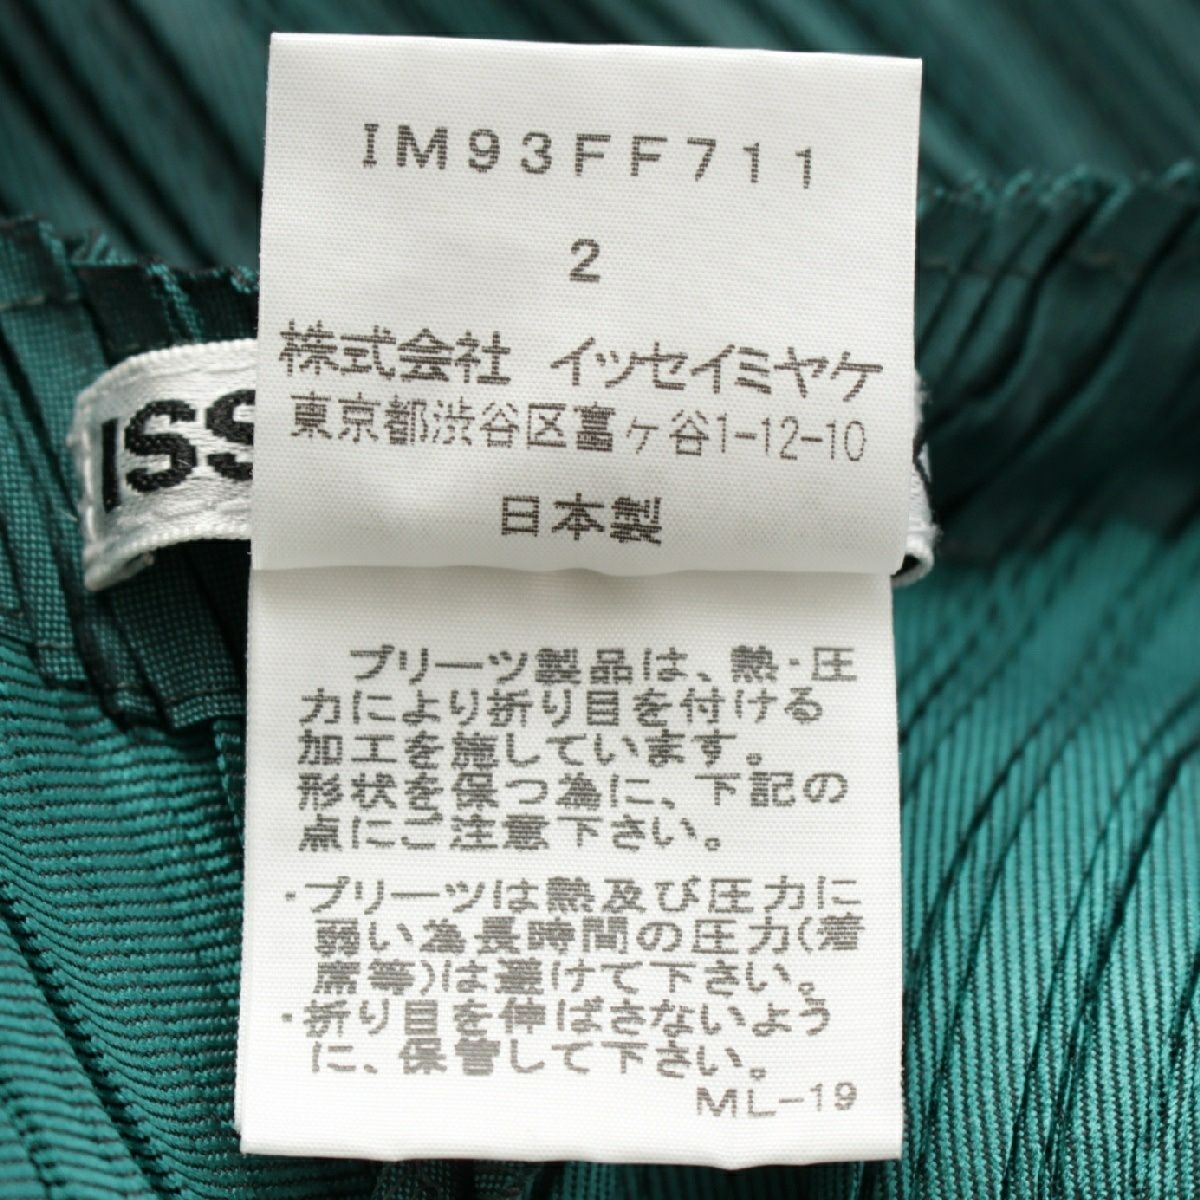 IM93FF711
2
株式会社 イッセイミヤケ
東京都渋谷区富ヶ谷1-12-10
日本製
ISS
プリーツ製品は、熱・圧
力により折り目を付ける
加工を施しています。
形状を保つ為に、下記の
点にご注意下さい。
・プリーツは熱及び圧力に
弱い為長時間の圧力(着
席等)は避けて下さい。
・折り目を伸ばさないよう
に、保管して下さい。
ML-19